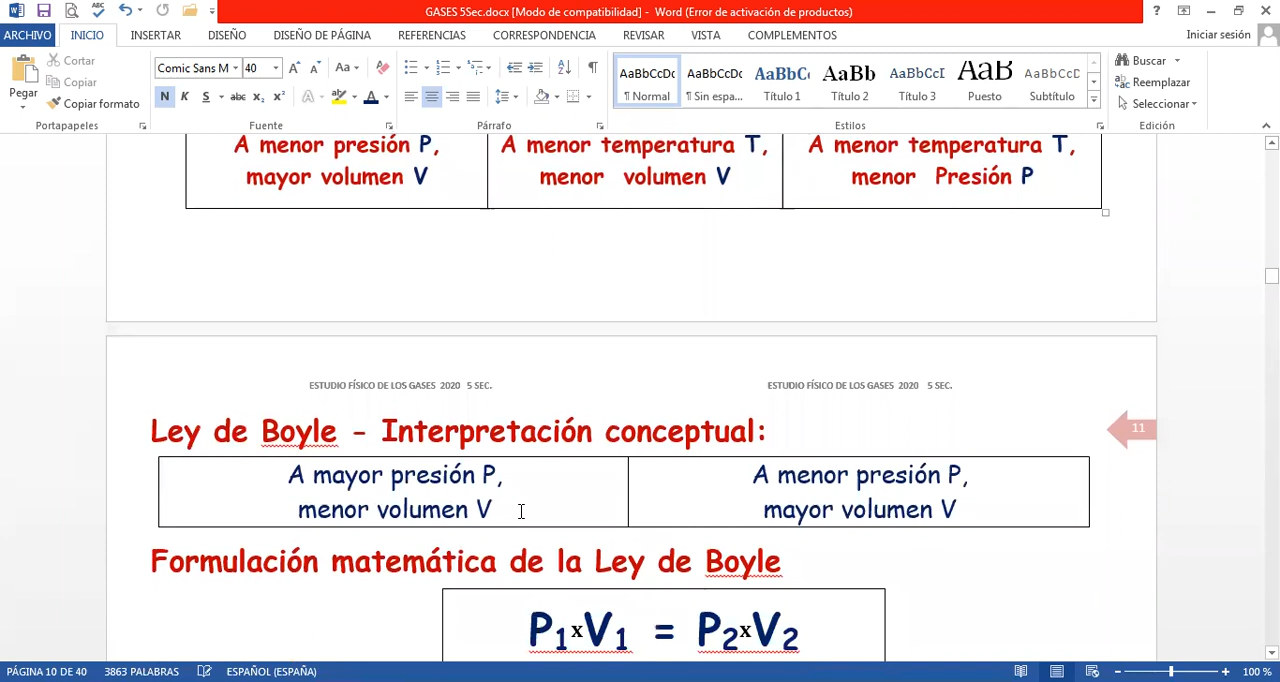 GASES 5Sec.docx [Modo de compatibilidad] - Word (Error de activación de productos)
ARCHIVO INICIO INSERTAR DISEÑO DISEÑO DE PÁGINA REFERENCIAS CORRESPONDENCIA REVISAR VISTA COMPLEMENTOS Iniciar sesión
Pegar
Cortar
Copiar
Copiar formato
Portapapeles
Comic Sans M 40
N K S abc x₂ x²
Fuente
Párrafo
AaBbCcDc AaBbCcDc AaBbCc AaBb AaBbCcI AaB AaBbCcD
¶ Normal ¶ Sin espa... Título 1 Título 2 Título 3 Puesto Subtítulo
Estilos
Buscar
Reemplazar
Seleccionar
Edición
A menor presión P,
mayor volumen V
A menor temperatura T,
menor volumen V
A menor temperatura T,
menor Presión P
ESTUDIO FÍSICO DE LOS GASES 2020 5 SEC. ESTUDIO FÍSICO DE LOS GASES 2020 5 SEC.
Ley de Boyle - Interpretación conceptual:
11
A mayor presión P,
menor volumen V
A menor presión P,
mayor volumen V
Formulación matemática de la Ley de Boyle
P₁xV₁ = P₂xV₂
PÁGINA 10 DE 40 3863 PALABRAS ESPAÑOL (ESPAÑA) 100 %